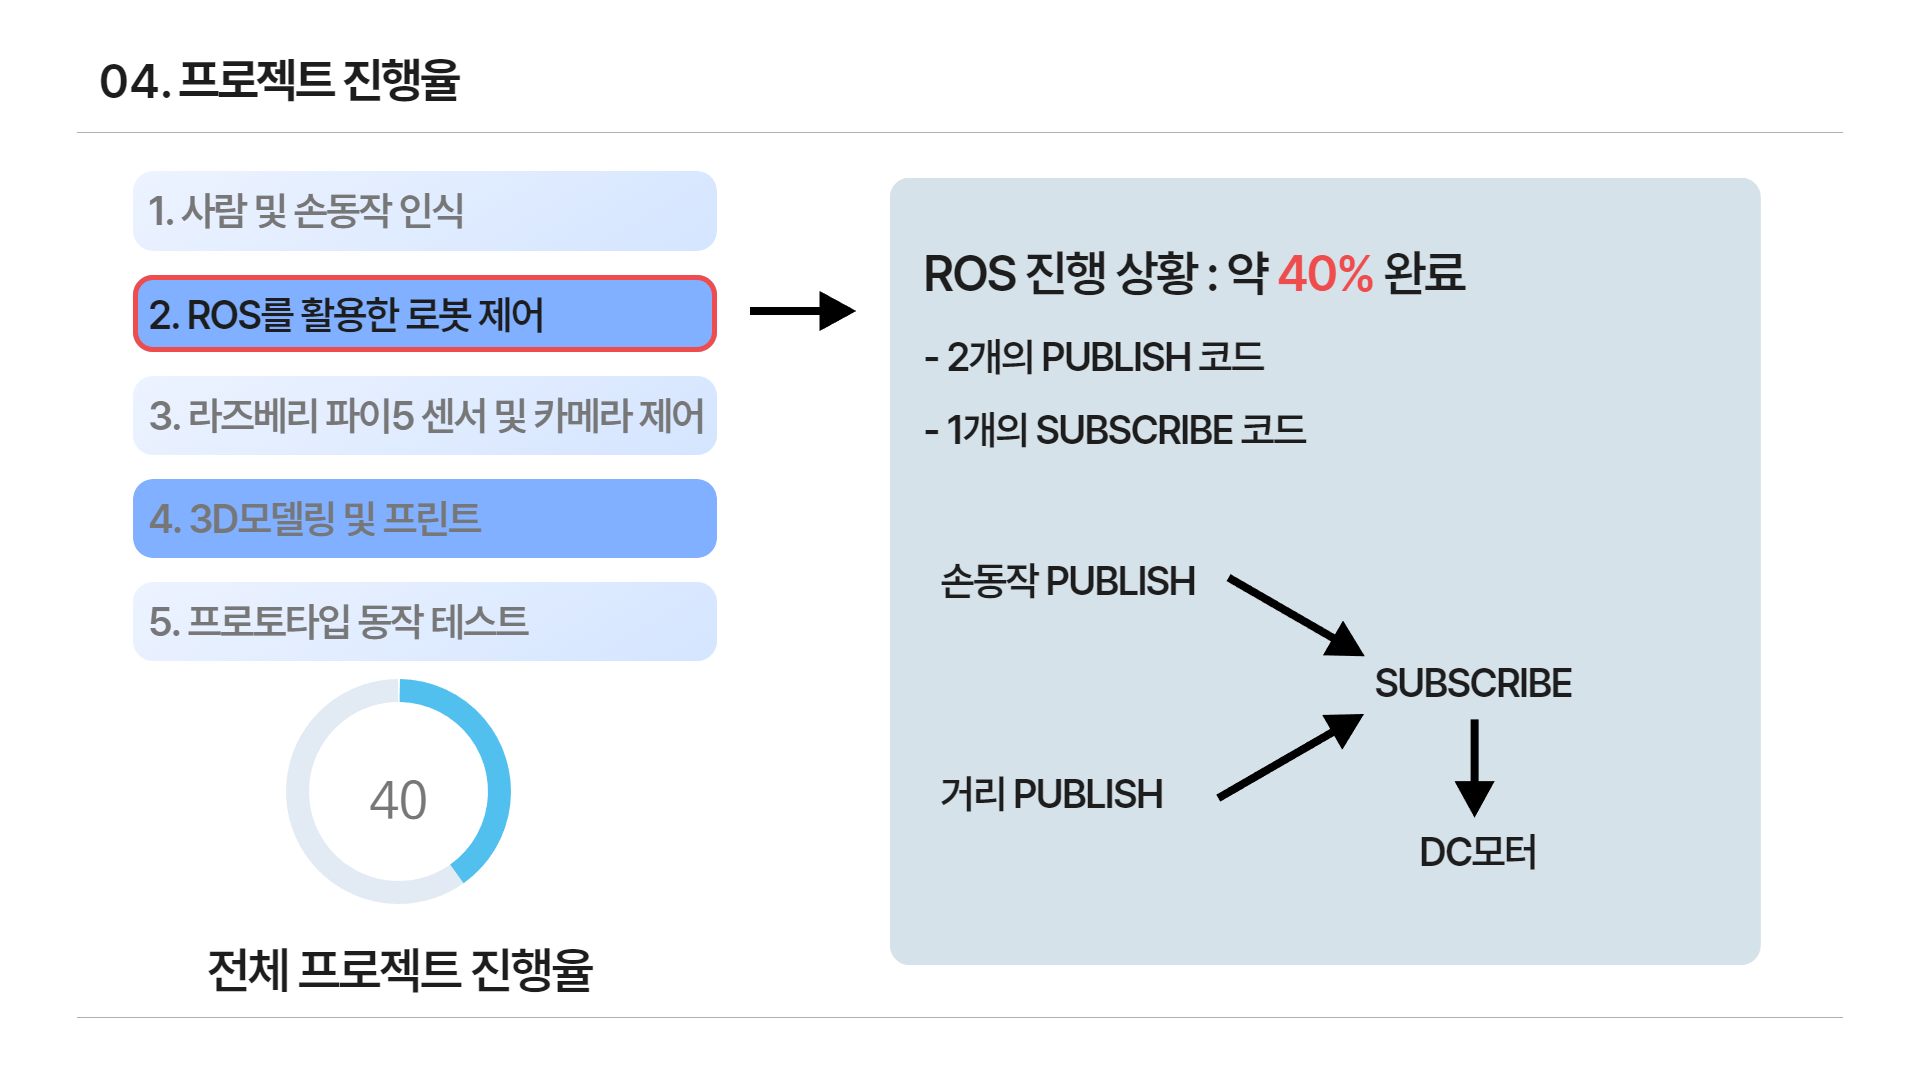 04. 프로젝트 진행율
1. 사람 및 손동작 인식
2. ROS를 활용한 로봇 제어
3. 라즈베리 파이5 센서 및 카메라 제어
4. 3D모델링 및 프린트
5. 프로토타입 동작 테스트
40
전체 프로젝트 진행율
ROS 진행 상황 : 약 40% 완료
- 2개의 PUBLISH 코드
- 1개의 SUBSCRIBE 코드
손동작 PUBLISH
SUBSCRIBE
거리 PUBLISH
DC모터